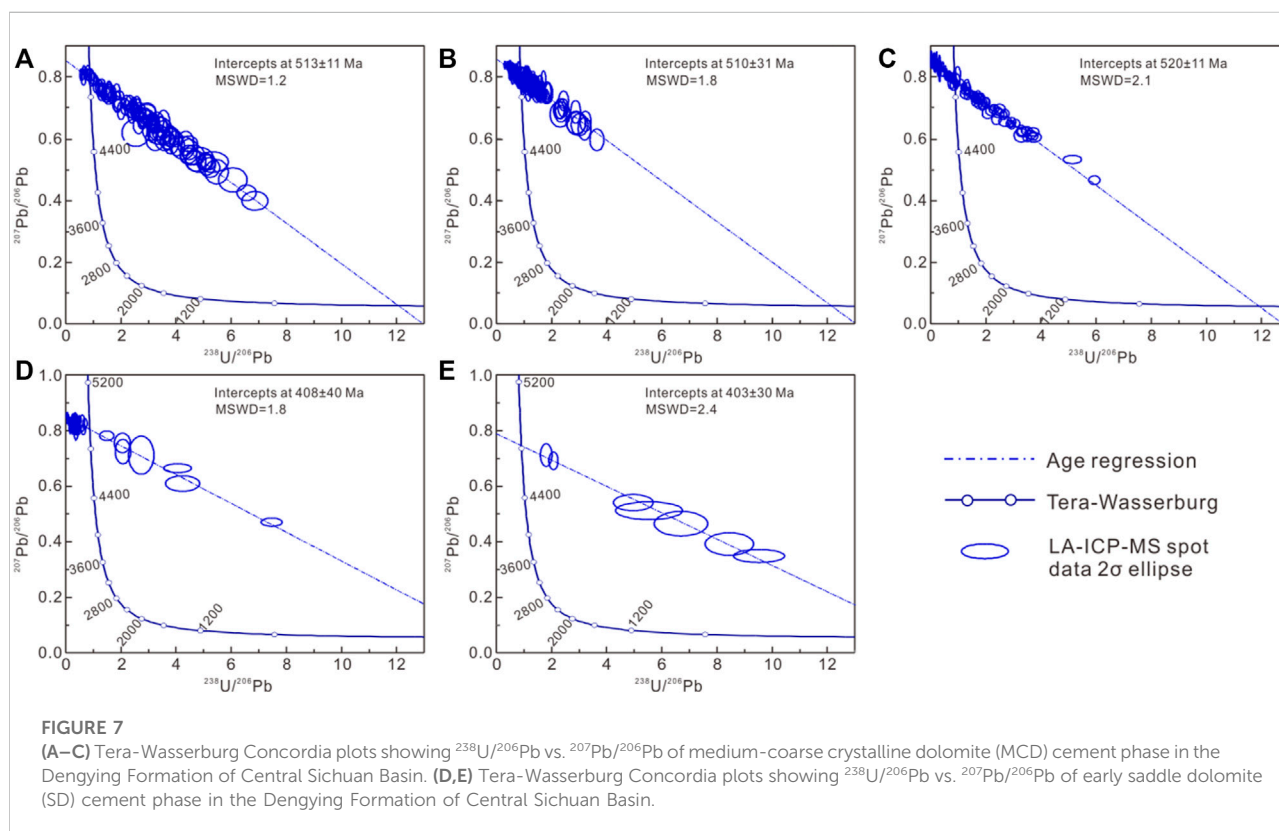 A
Intercepts at 513±11 Ma
MSWD=1.2
0.8
0.6
0.4
0.2
0.0
²⁰⁷Pb/²⁰⁶Pb
4400
3600
2800
2000
1200
0 2 4 6 8 10 12
²³⁸U/²⁰⁶Pb
B
Intercepts at 510±31 Ma
MSWD=1.8
0.8
0.6
0.4
0.2
0.0
²⁰⁷Pb/²⁰⁶Pb
4400
3600
2800
2000
1200
0 2 4 6 8 10 12
²³⁸U/²⁰⁶Pb
C
Intercepts at 520±11 Ma
MSWD=2.1
0.8
0.6
0.4
0.2
0.0
²⁰⁷Pb/²⁰⁶Pb
4400
3600
2800
2000
1200
0 2 4 6 8 10 12
²³⁸U/²⁰⁶Pb
D
Intercepts at 408±40 Ma
MSWD=1.8
1.0
0.8
0.6
0.4
0.2
0.0
²⁰⁷Pb/²⁰⁶Pb
5200
4400
3600
2800
2000
1200
0 2 4 6 8 10 12
²³⁸U/²⁰⁶Pb
E
Intercepts at 403±30 Ma
MSWD=2.4
1.0
0.8
0.6
0.4
0.2
0.0
²⁰⁷Pb/²⁰⁶Pb
5200
4400
3600
2800
2000
1200
0 2 4 6 8 10 12
²³⁸U/²⁰⁶Pb
Age regression
Tera-Wasserburg
LA-ICP-MS spot
data 2σ ellipse
FIGURE 7
(A–C) Tera-Wasserburg Concordia plots showing ²³⁸U/²⁰⁶Pb vs. ²⁰⁷Pb/²⁰⁶Pb of medium-coarse crystalline dolomite (MCD) cement phase in the
Dengying Formation of Central Sichuan Basin. (D,E) Tera-Wasserburg Concordia plots showing ²³⁸U/²⁰⁶Pb vs. ²⁰⁷Pb/²⁰⁶Pb of early saddle dolomite
(SD) cement phase in the Dengying Formation of Central Sichuan Basin.